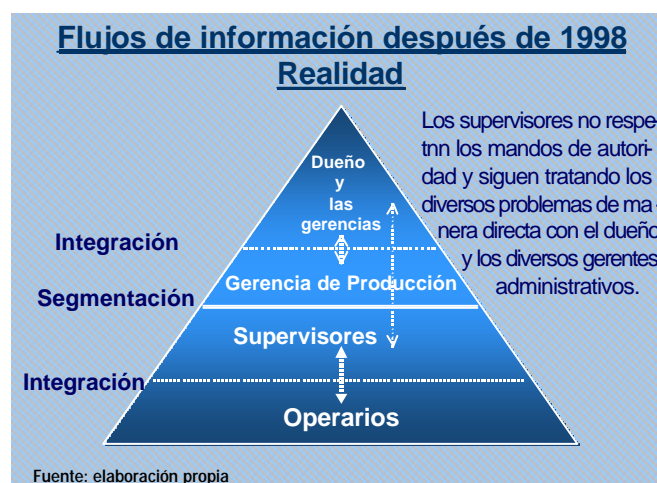 Flujos de información después de 1998
Realidad
Los supervisores no respe-
tnn los mandos de autori-
dad y siguen tratando los
diversos problemas de ma-
nera directa con el dueño
y los diversos gerentes
administrativos.
Dueño
y
las
gerencias
Integración
Gerencia de Producción
Segmentación
Supervisores
Integración
Operarios
Fuente: elaboración propia